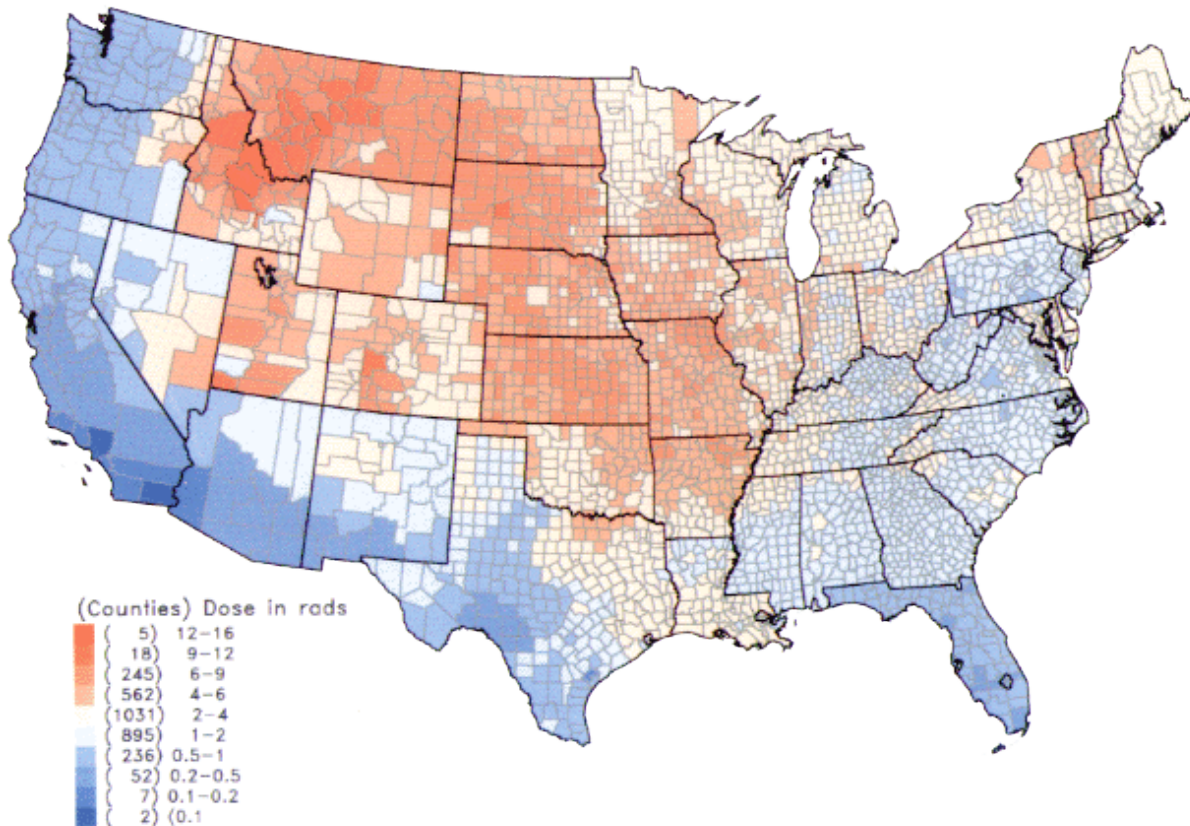 (Counties) Dose in rads
( 5) 12-16
( 18) 9-12
( 245) 6-9
( 562) 4-6
(1031) 2-4
( 895) 1-2
( 236) 0.5-1
( 52) 0.2-0.5
( 7) 0.1-0.2
( 2) (0.1